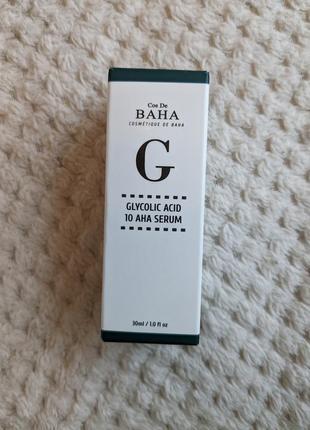 Cos De
BAHA
COSMÉTIQUE DE BAHA
G
GLYCOLIC ACID
10 AHA SERUM
30ml / 1.0 fl oz